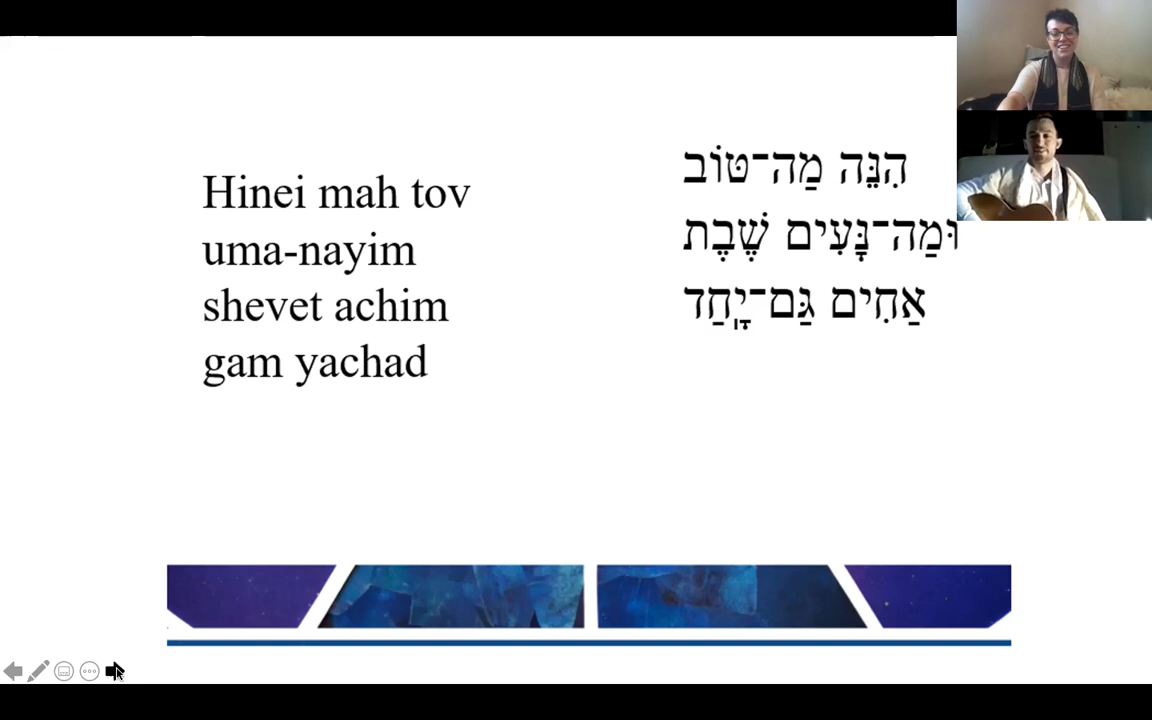 Hinei mah tov
uma-nayim
shevet achim
gam yachad
הִנֵּה מַה־טּוֹב
וּמַה־נָּעִים שֶׁבֶת
אַחִים גַּם־יָֽחַד